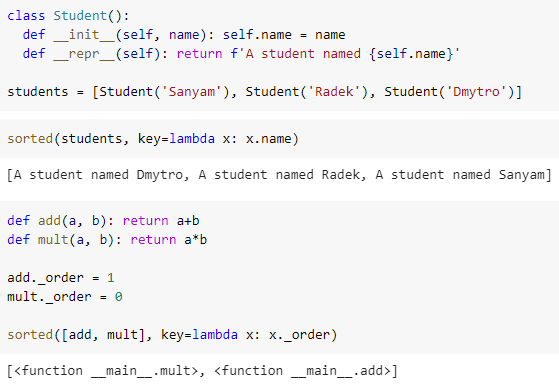 class Student():
  def __init__(self, name): self.name = name
  def __repr__(self): return f'A student named {self.name}'
students = [Student('Sanyam'), Student('Radek'), Student('Dmytro')]
sorted(students, key=lambda x: x.name)
[A student named Dmytro, A student named Radek, A student named Sanyam]
def add(a, b): return a+b
def mult(a, b): return a*b
add._order = 1
mult._order = 0
sorted([add, mult], key=lambda x: x._order)
[<function __main__.mult>, <function __main__.add>]